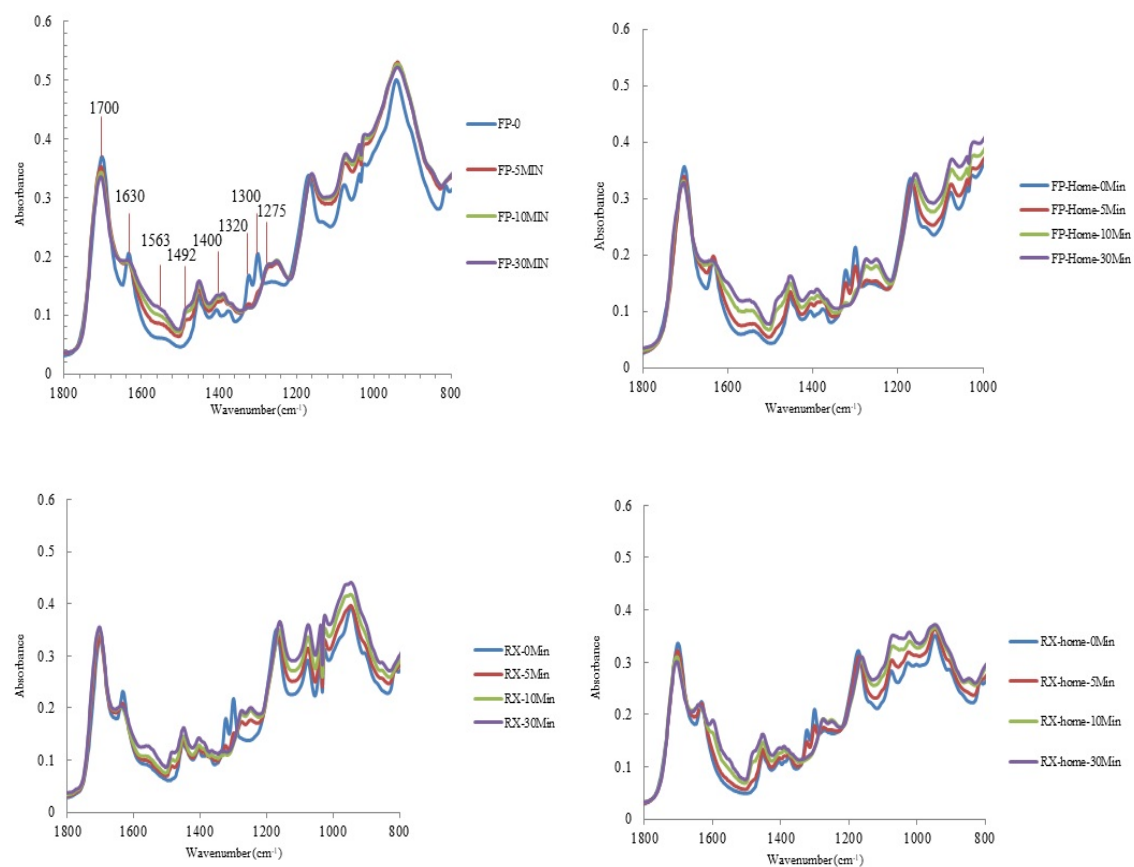 0.6
0.5
0.4
0.3
0.2
0.1
0
Absorbance
1700
1630
1563
1492
1400
1320
1300
1275
1800 1600 1400 1200 1000 800
Wavenumber (cm⁻¹)
FP-0
FP-5MIN
FP-10MIN
FP-30MIN
0.6
0.5
0.4
0.3
0.2
0.1
0
Absorbance
1800 1600 1400 1200 1000
Wavenumber (cm⁻¹)
FP-Home-0Min
FP-Home-5Min
FP-Home-10Min
FP-Home-30Min
0.6
0.5
0.4
0.3
0.2
0.1
0
Absorbance
1800 1600 1400 1200 1000 800
Wavenumber (cm⁻¹)
RX-0Min
RX-5Min
RX-10Min
RX-30Min
0.6
0.5
0.4
0.3
0.2
0.1
0
Absorbance
1800 1600 1400 1200 1000 800
Wavenumber (cm⁻¹)
RX-home-0Min
RX-home-5Min
RX-home-10Min
RX-home-30Min